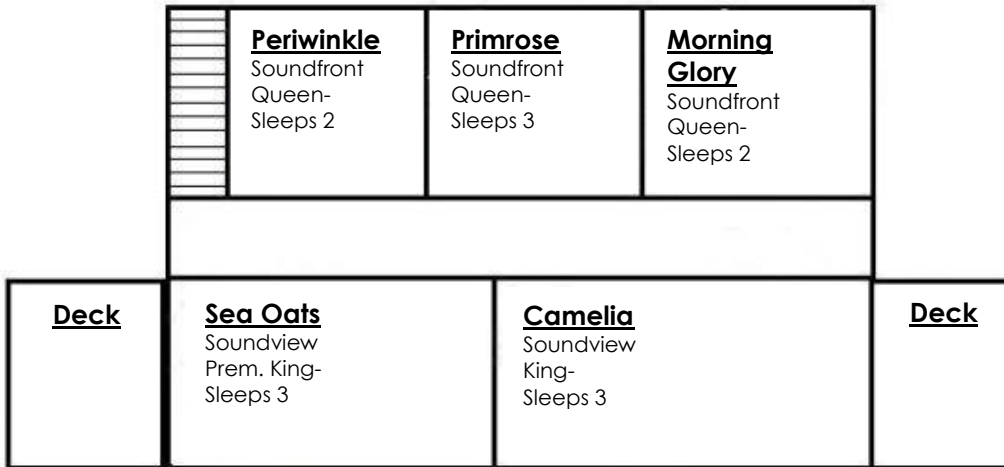 Periwinkle
Soundfront
Queen-
Sleeps 2
Primrose
Soundfront
Queen-
Sleeps 3
Morning
Glory
Soundfront
Queen-
Sleeps 2
Deck
Sea Oats
Soundview
Prem. King-
Sleeps 3
Camelia
Soundview
King-
Sleeps 3
Deck